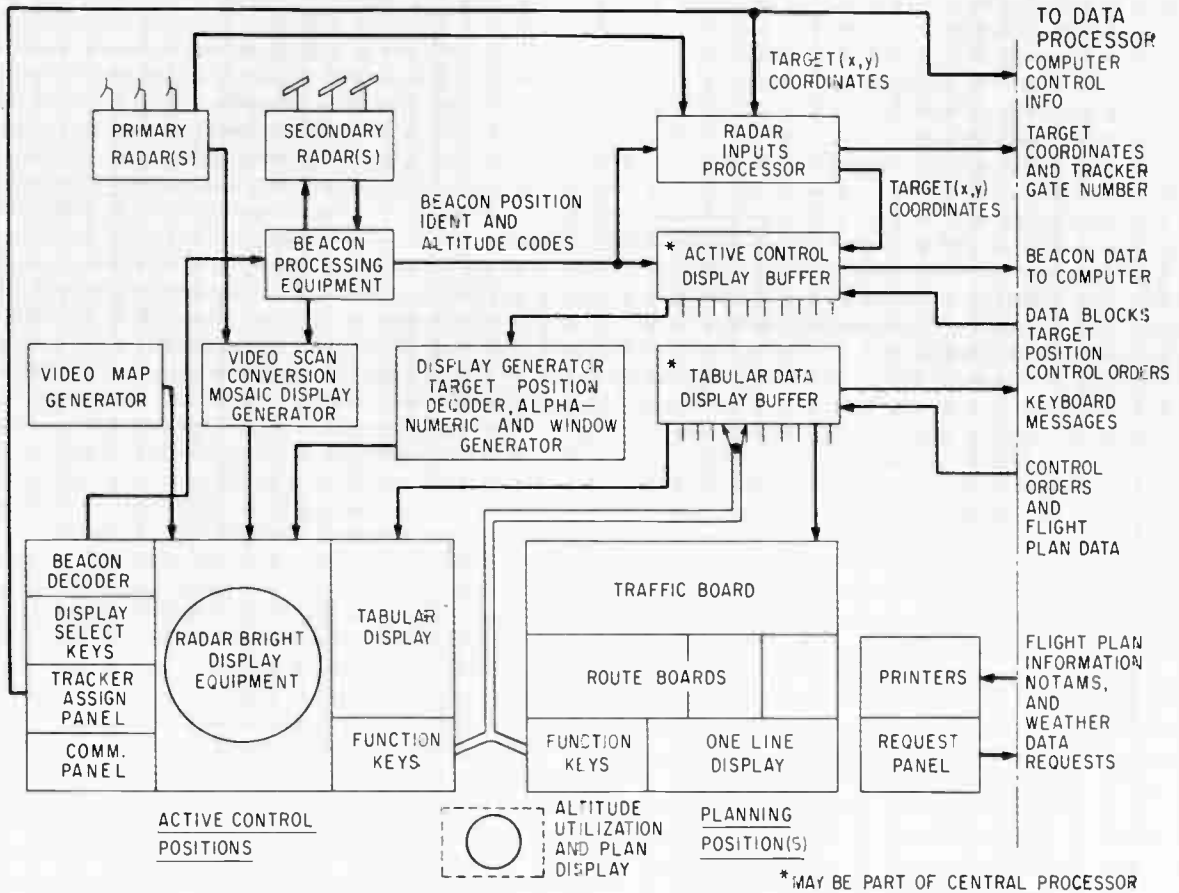 TO DATA
PROCESSOR
COMPUTER
CONTROL
INFO
TARGET(x,y)
COORDINATES
PRIMARY
RADAR(S)
SECONDARY
RADAR(S)
RADAR
INPUTS
PROCESSOR
TARGET
COORDINATES
AND TRACKER
GATE NUMBER
TARGET(x,y)
COORDINATES
BEACON POSITION
IDENT AND
ALTITUDE CODES
BEACON
PROCESSING
EQUIPMENT
* ACTIVE CONTROL
DISPLAY BUFFER
BEACON DATA
TO COMPUTER
DATA BLOCKS
TARGET
POSITION
CONTROL ORDERS
VIDEO MAP
GENERATOR
VIDEO SCAN
CONVERSION
MOSAIC DISPLAY
GENERATOR
DISPLAY GENERATOR
TARGET POSITION
DECODER, ALPHA-
NUMERIC AND WINDOW
GENERATOR
* TABULAR DATA
DISPLAY BUFFER
KEYBOARD
MESSAGES
CONTROL
ORDERS
AND
FLIGHT
PLAN DATA
BEACON
DECODER
DISPLAY
SELECT
KEYS
TRACKER
ASSIGN
PANEL
COMM.
PANEL
RADAR BRIGHT
DISPLAY
EQUIPMENT
TABULAR
DISPLAY
FUNCTION
KEYS
TRAFFIC BOARD
ROUTE BOARDS
FUNCTION
KEYS
ONE LINE
DISPLAY
PRINTERS
REQUEST
PANEL
FLIGHT PLAN
INFORMATION
NOTAMS,
AND
WEATHER
DATA
REQUESTS
ACTIVE CONTROL
POSITIONS
ALTITUDE
UTILIZATION
AND PLAN
DISPLAY
PLANNING
POSITION(S)
*MAY BE PART OF CENTRAL PROCESSOR